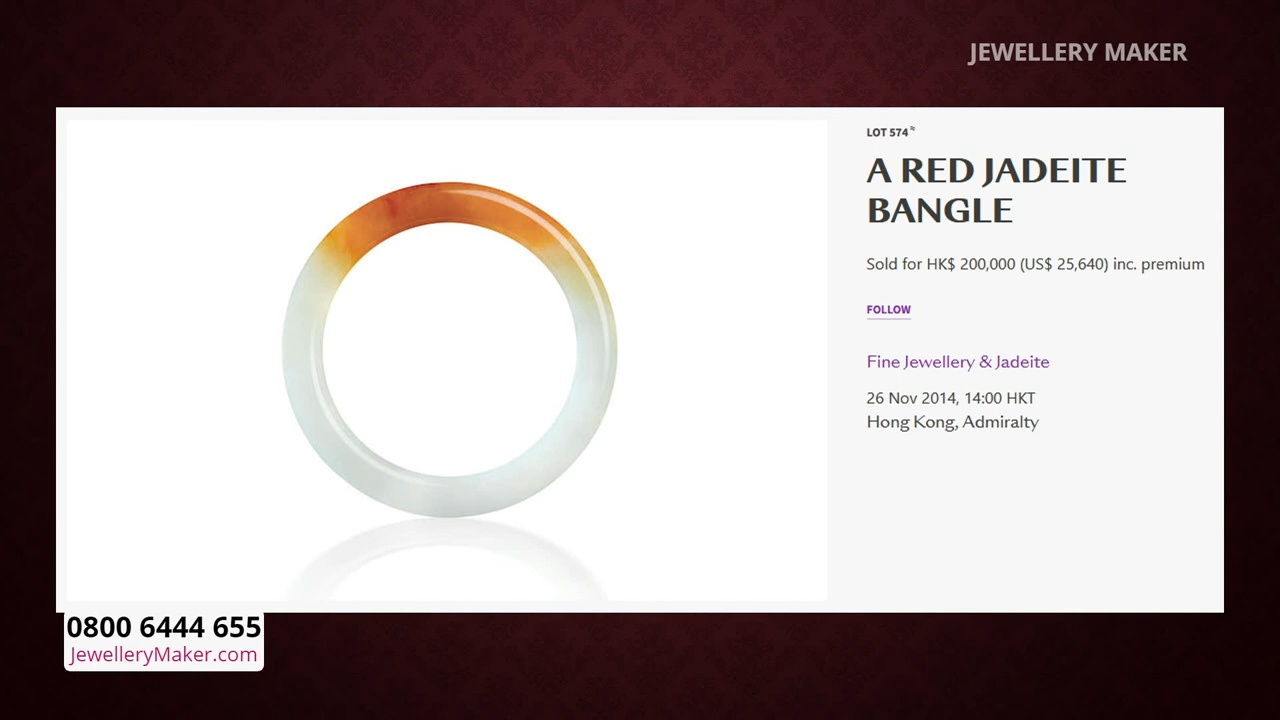 JEWELLERY MAKER
LOT 574 ≈
A RED JADEITE
BANGLE
Sold for HK$ 200,000 (US$ 25,640) inc. premium
FOLLOW
Fine Jewellery & Jadeite
26 Nov 2014, 14:00 HKT
Hong Kong, Admiralty
0800 6444 655
JewelleryMaker.com